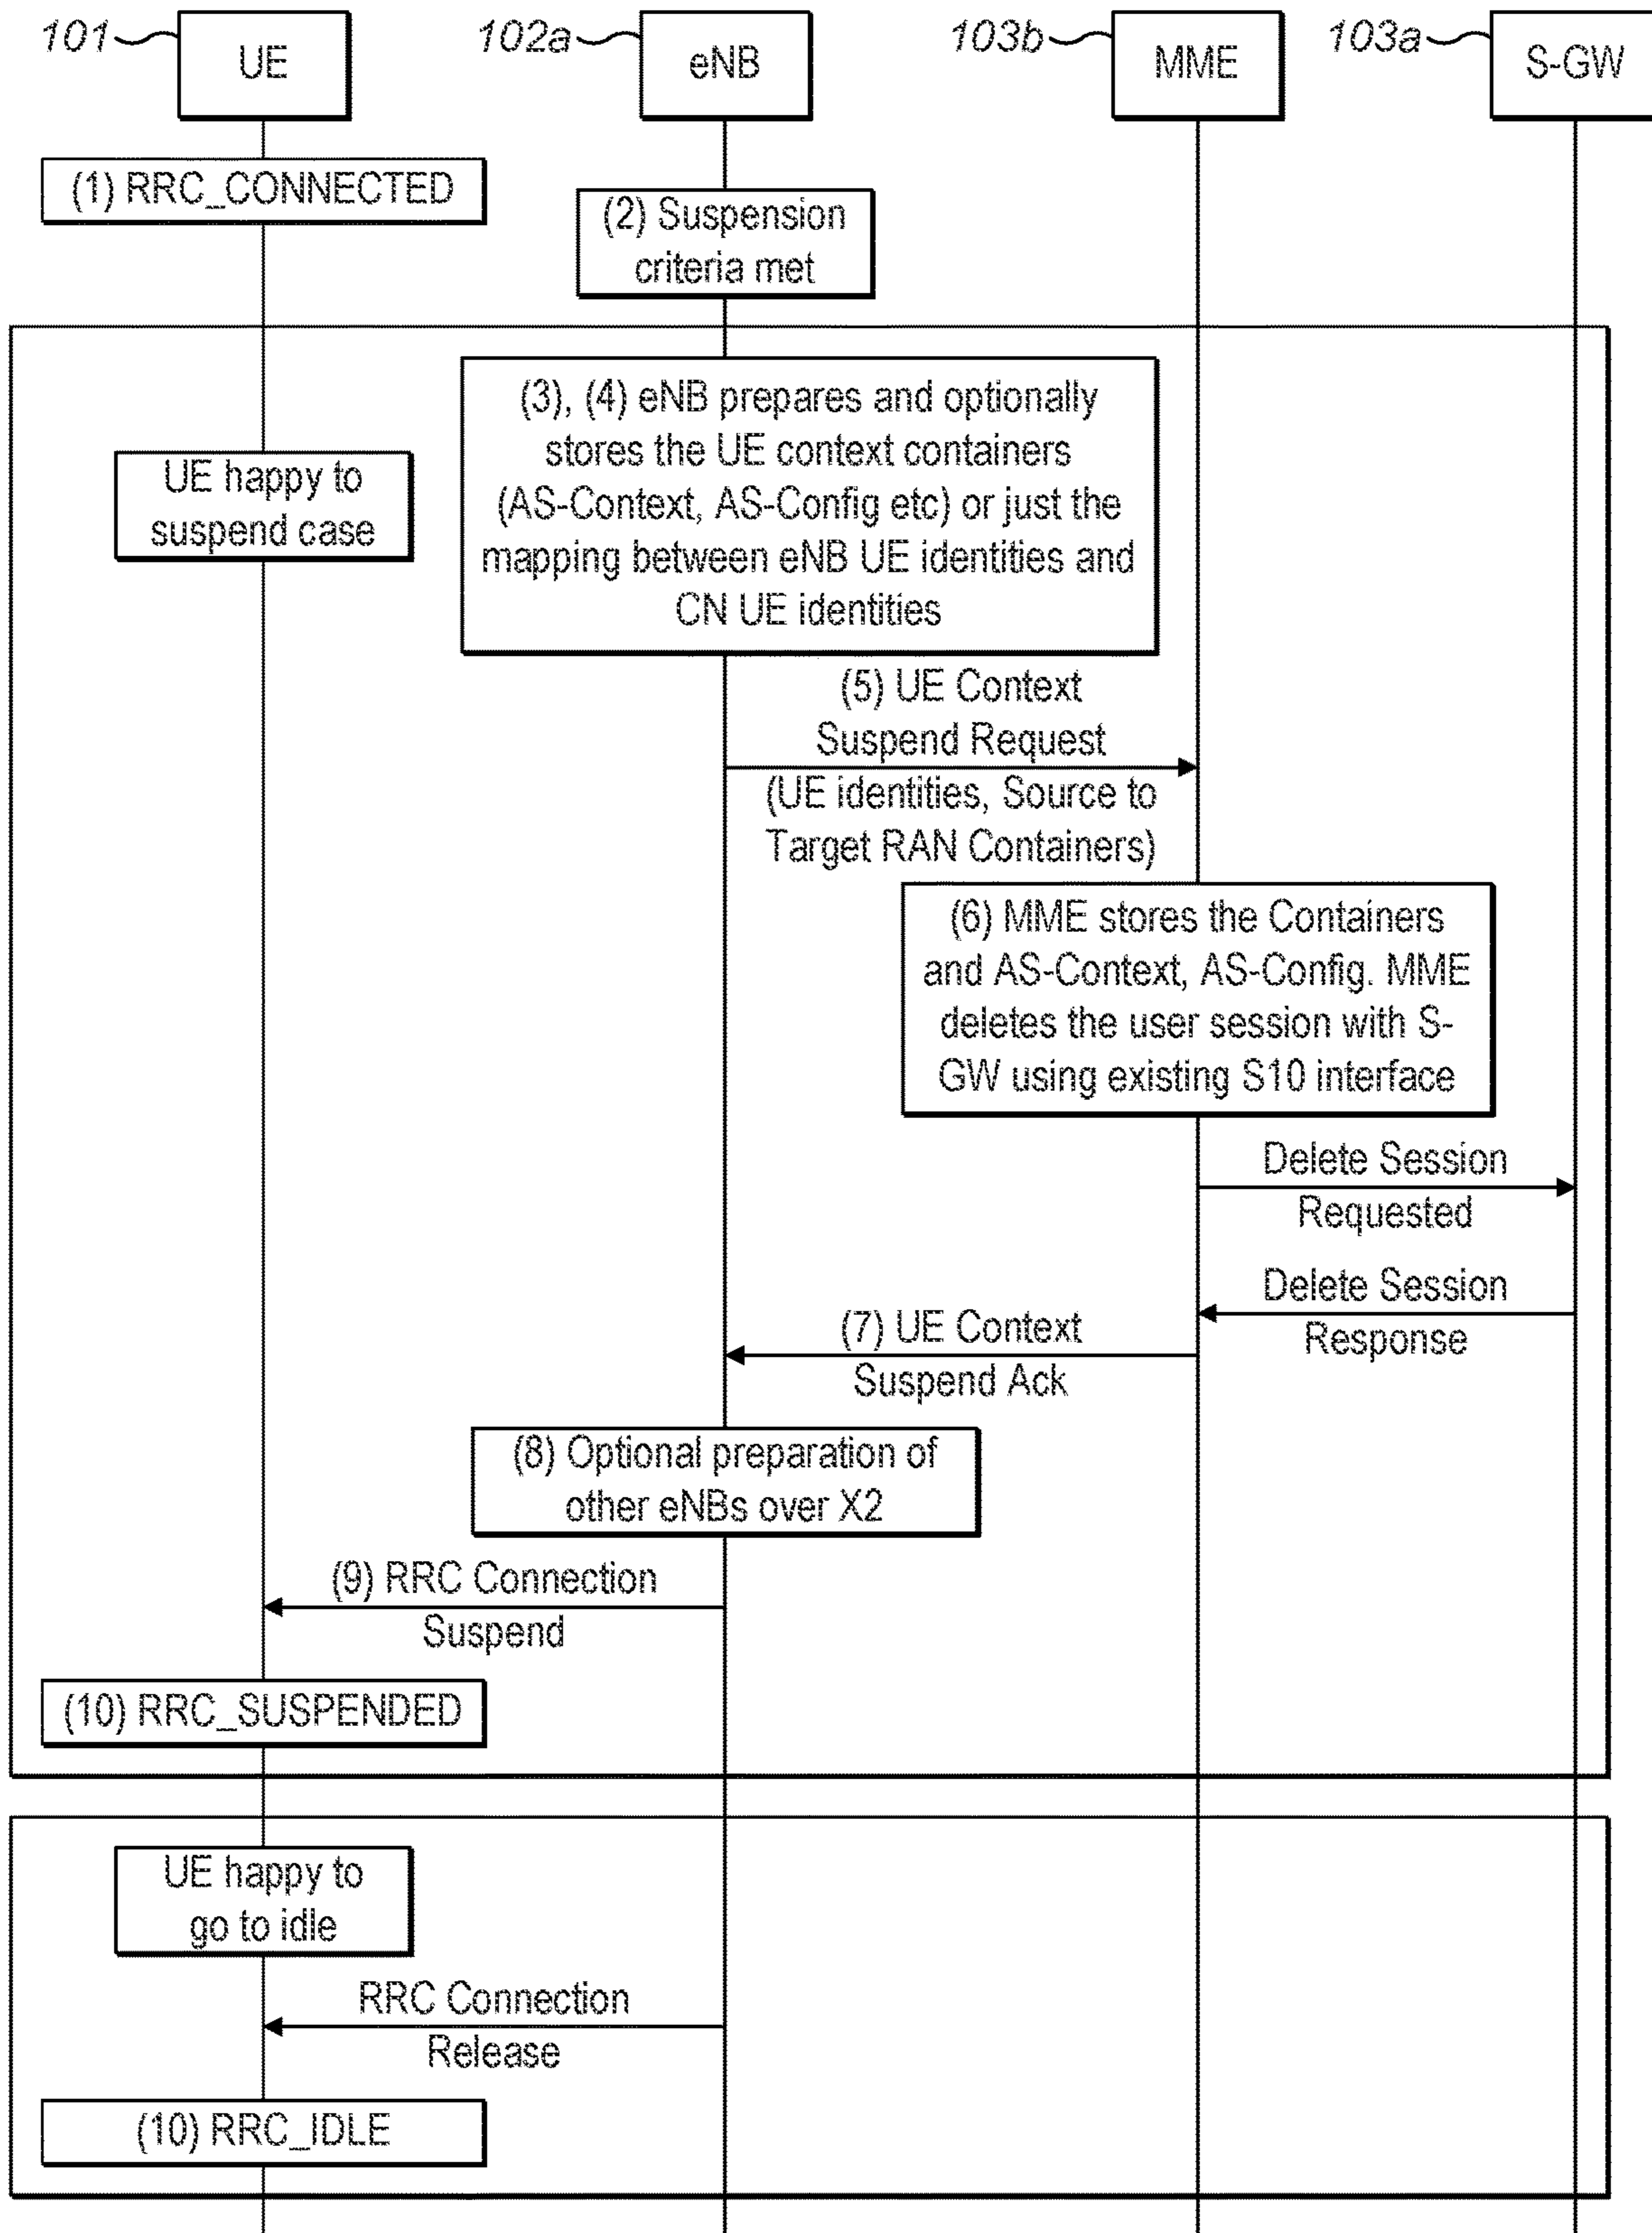 101
UE
102a
eNB
103b
MME
103a
S-GW
(1) RRC_CONNECTED
(2) Suspension
criteria met
(3), (4) eNB prepares and optionally
stores the UE context containers
(AS-Context, AS-Config etc) or just the
mapping between eNB UE identities and
CN UE identities
UE happy to
suspend case
(5) UE Context
Suspend Request
(UE identities, Source to
Target RAN Containers)
(6) MME stores the Containers
and AS-Context, AS-Config. MME
deletes the user session with S-
GW using existing S10 interface
Delete Session
Requested
Delete Session
Response
(7) UE Context
Suspend Ack
(8) Optional preparation of
other eNBs over X2
(9) RRC Connection
Suspend
(10) RRC_SUSPENDED
UE happy to
go to idle
RRC Connection
Release
(10) RRC_IDLE